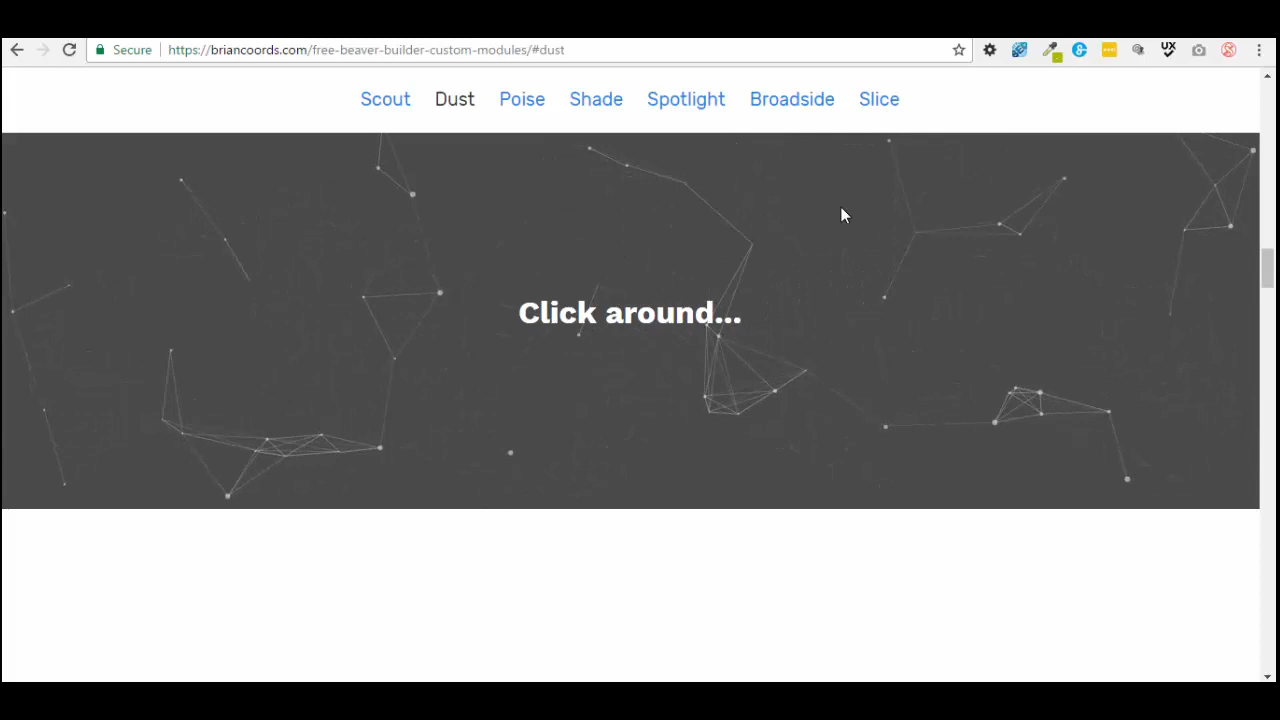 Secure https://briancoords.com/free-beaver-builder-custom-modules/#dust
UX
Scout Dust Poise Shade Spotlight Broadside Slice
Click around...